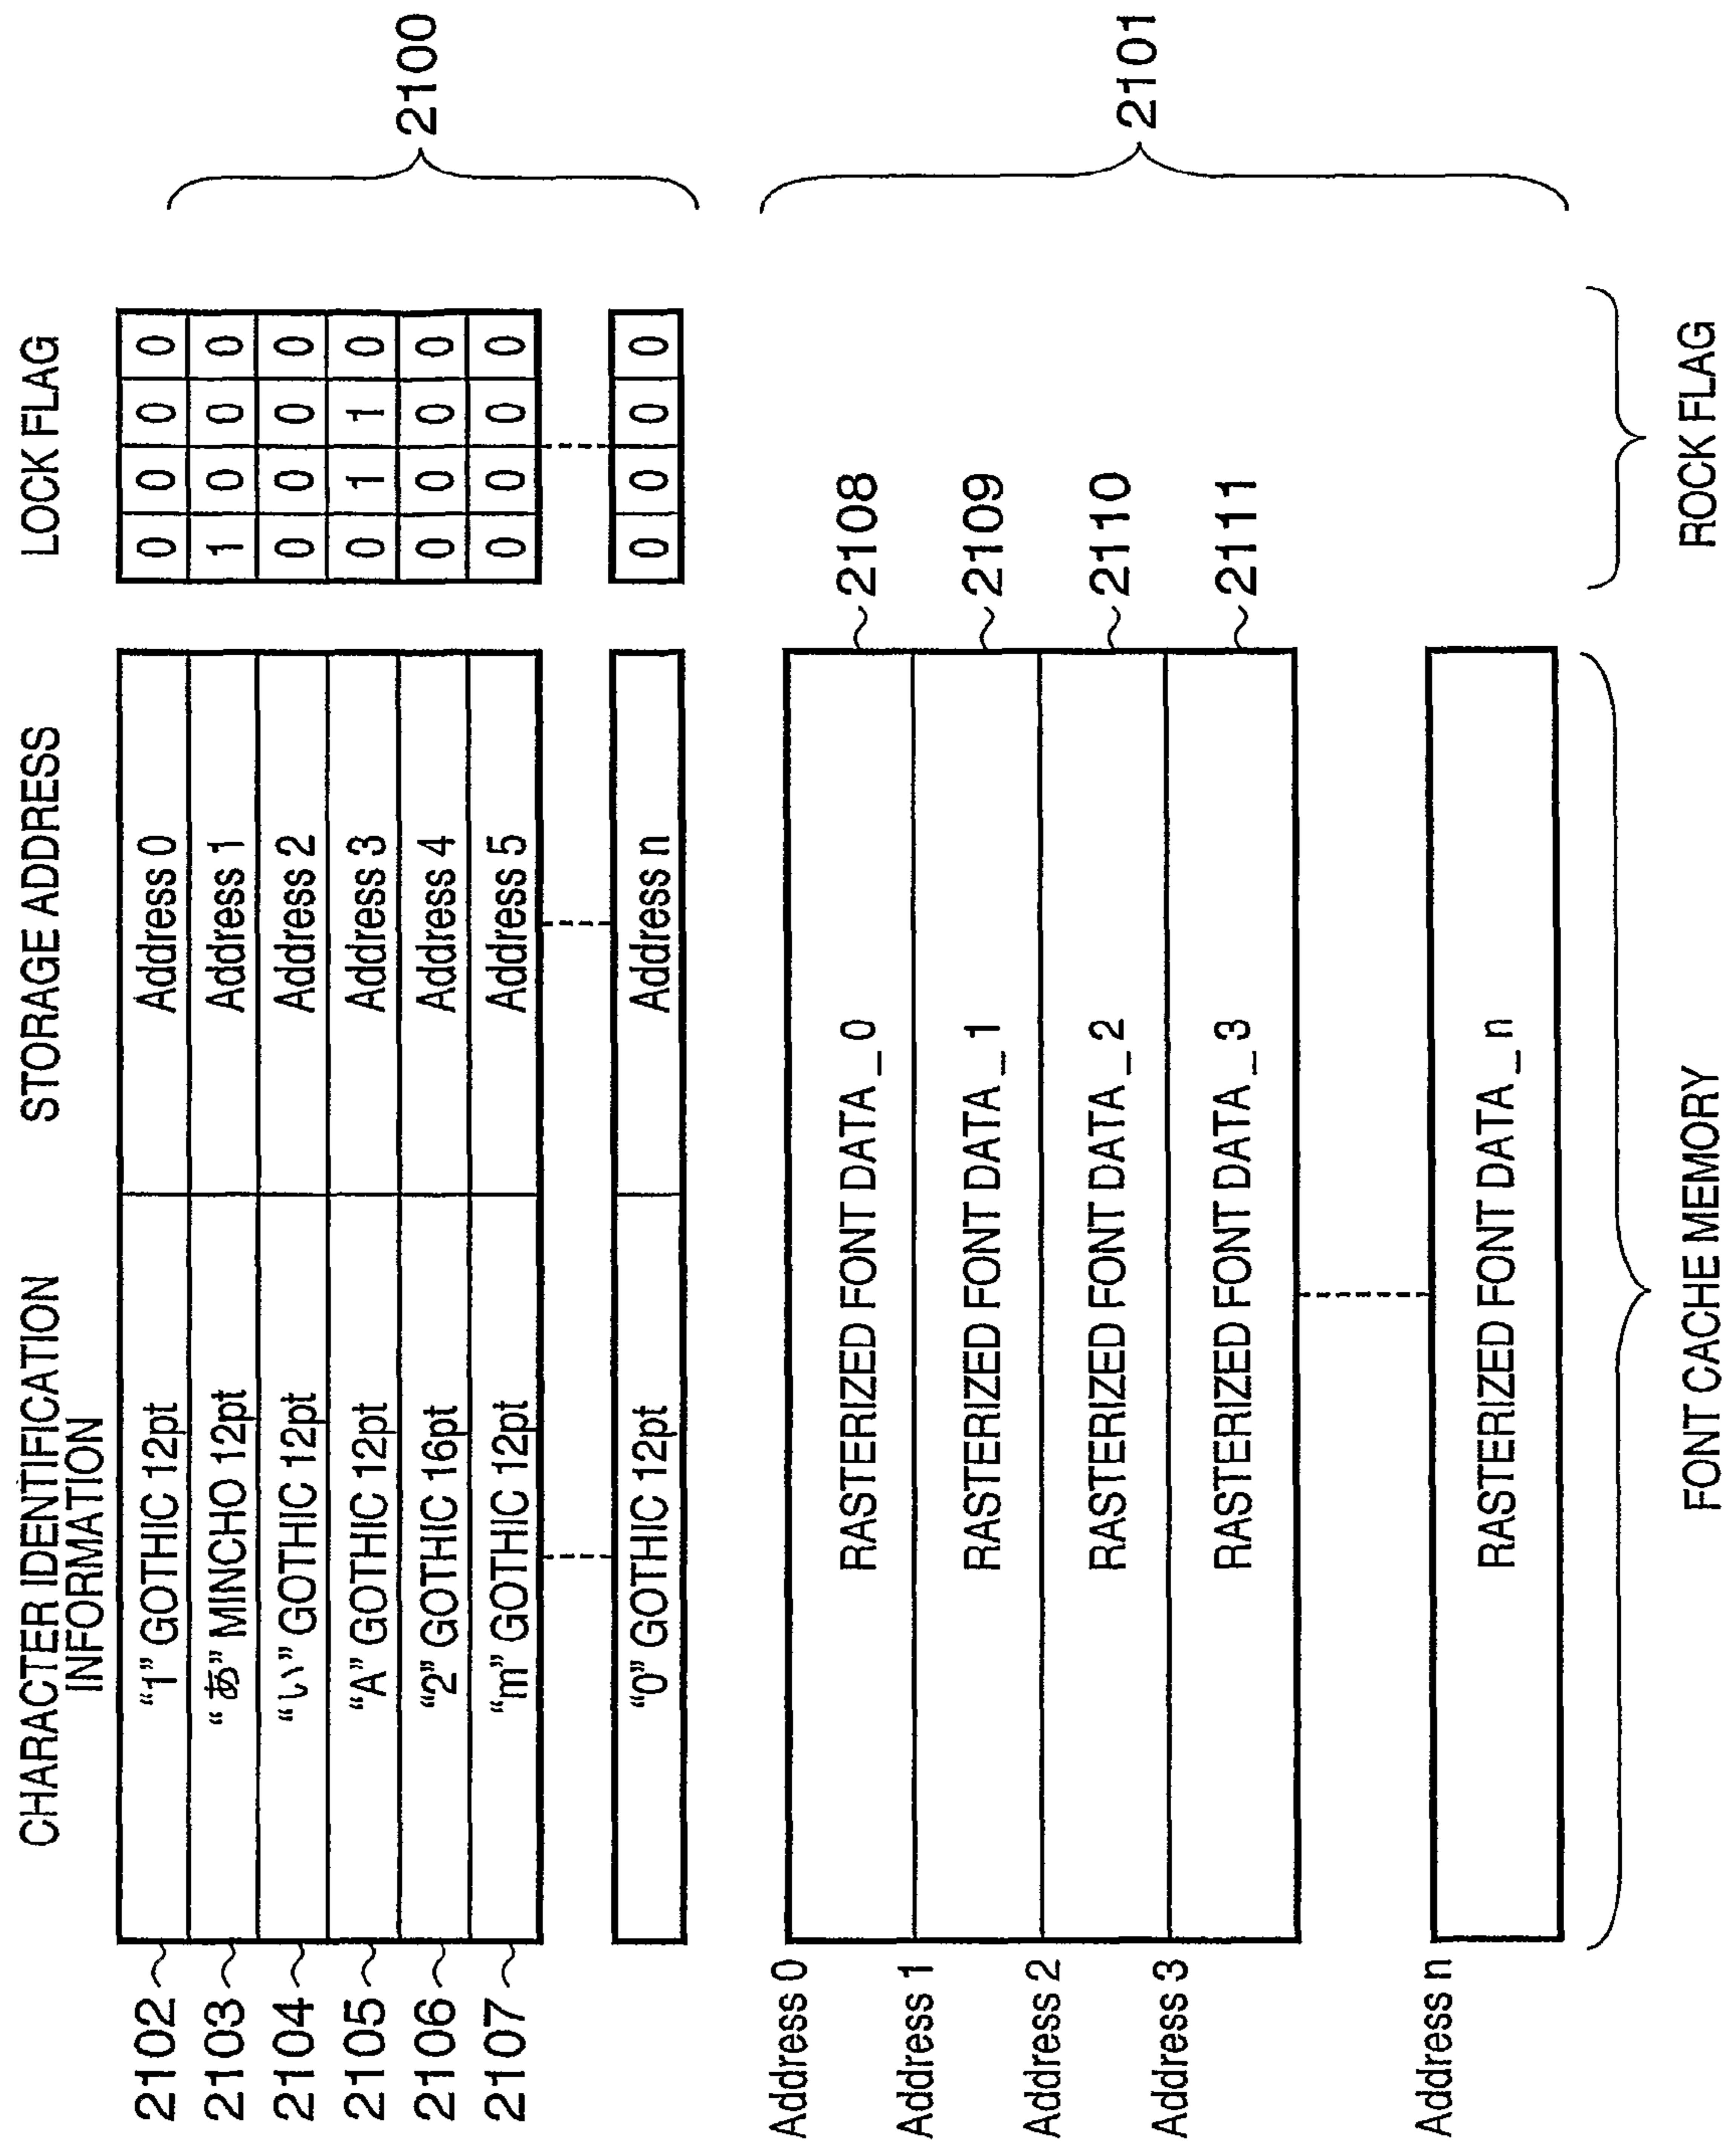 CHARACTER IDENTIFICATION
INFORMATION
STORAGE ADDRESS
LOCK FLAG
2102 “1” GOTHIC 12pt Address 0 0 0 0 0
2103 “あ” MINCHO 12pt Address 1 1 0 0 0
2104 “い” GOTHIC 12pt Address 2 0 0 0 0
2105 “A” GOTHIC 12pt Address 3 0 1 1 0
2106 “2” GOTHIC 16pt Address 4 0 0 0 0
2107 “m” GOTHIC 12pt Address 5 0 0 0 0
“0” GOTHIC 12pt Address n 0 0 0 0
2100
Address 0
RASTERIZED FONT DATA_0 2108
Address 1
RASTERIZED FONT DATA_1 2109
Address 2
RASTERIZED FONT DATA_2 2110
Address 3
RASTERIZED FONT DATA_3 2111
Address n
RASTERIZED FONT DATA_n
2101
FONT CACHE MEMORY
ROCK FLAG